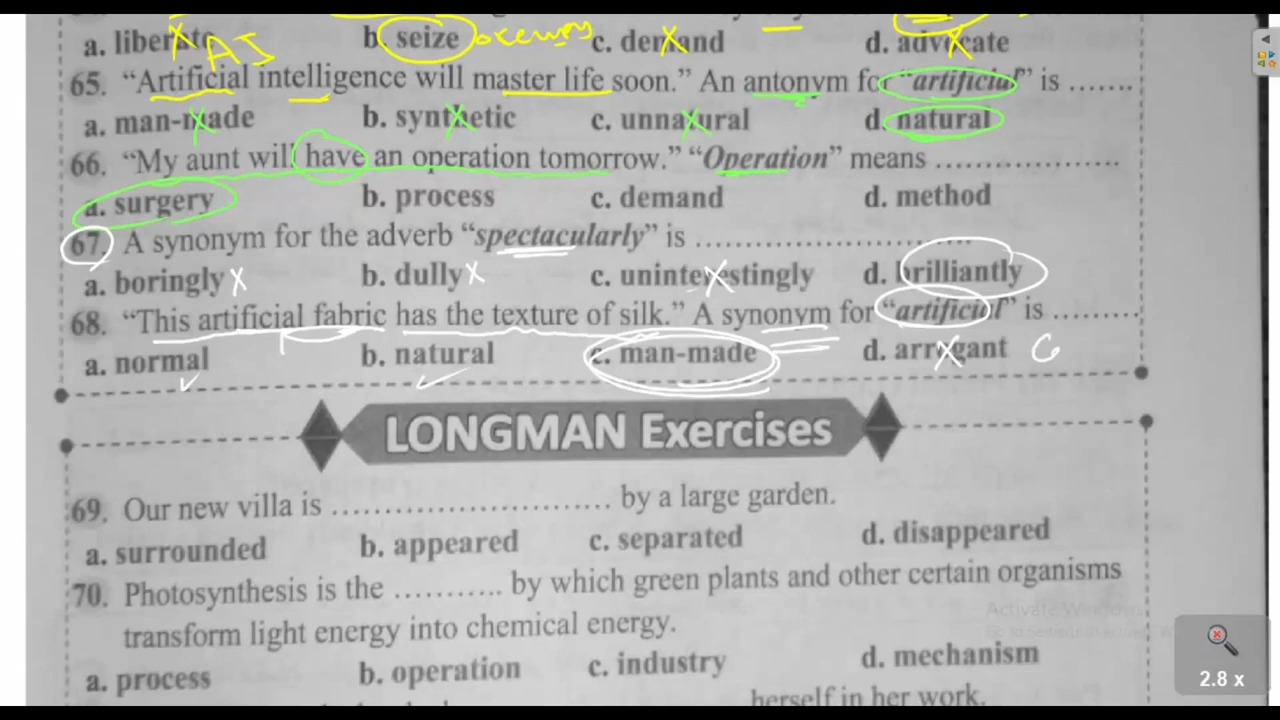 a. liberate b. seize occupy c. demand d. advocate
AI
65. “Artificial intelligence will master life soon.” An antonym for “artificial” is .......
a. man-made b. synthetic c. unnatural d. natural
66. “My aunt will have an operation tomorrow.” “Operation” means ...................
a. surgery b. process c. demand d. method
67. A synonym for the adverb “spectacularly” is ............................
a. boringly b. dully c. uninterestingly d. brilliantly
68. “This artificial fabric has the texture of silk.” A synonym for “artificial” is .........
a. normal b. natural c. man-made d. arrogant
LONGMAN Exercises
69. Our new villa is ............................ by a large garden.
a. surrounded b. appeared c. separated d. disappeared
70. Photosynthesis is the ........... by which green plants and other certain organisms
transform light energy into chemical energy.
a. process b. operation c. industry d. mechanism
herself in her work.
Activate Windows
2.8 x